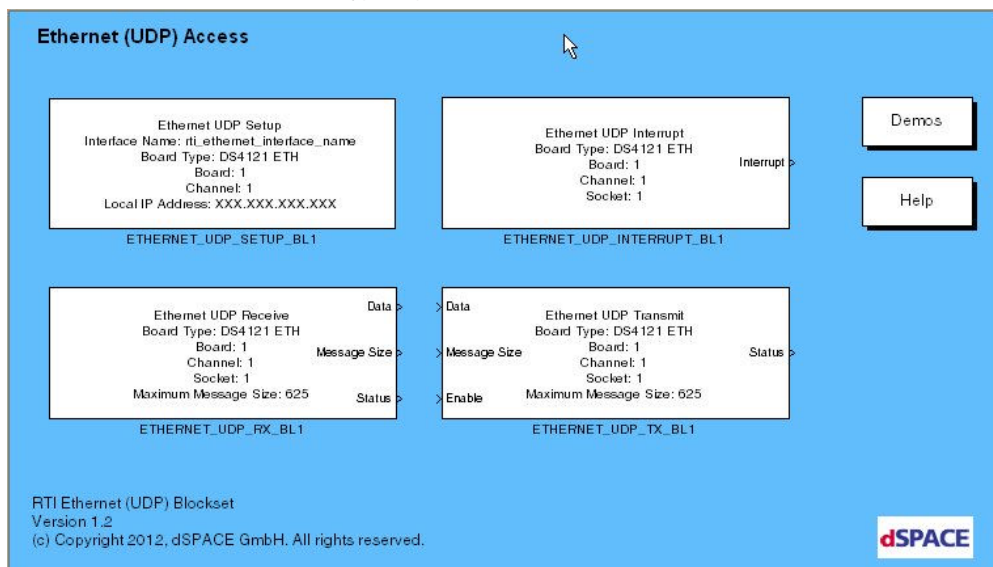 Ethernet (UDP) Access
Ethernet UDP Setup
Interface Name: rti_ethernet_interface_name
Board Type: DS4121 ETH
Board: 1
Channel: 1
Local IP Address: XXX.XXX.XXX.XXX
ETHERNET_UDP_SETUP_BL1
Ethernet UDP Interrupt
Board Type: DS4121 ETH
Board: 1
Channel: 1
Socket: 1
Interrupt
ETHERNET_UDP_INTERRUPT_BL1
Demos
Help
Ethernet UDP Receive
Board Type: DS4121 ETH
Board: 1
Channel: 1
Socket: 1
Maximum Message Size: 625
Data
Message Size
Status
ETHERNET_UDP_RX_BL1
Data
Message Size
Enable
Ethernet UDP Transmit
Board Type: DS4121 ETH
Board: 1
Channel: 1
Socket: 1
Maximum Message Size: 625
Status
ETHERNET_UDP_TX_BL1
RTI Ethernet (UDP) Blockset
Version 1.2
(c) Copyright 2012, dSPACE GmbH. All rights reserved.
dSPACE